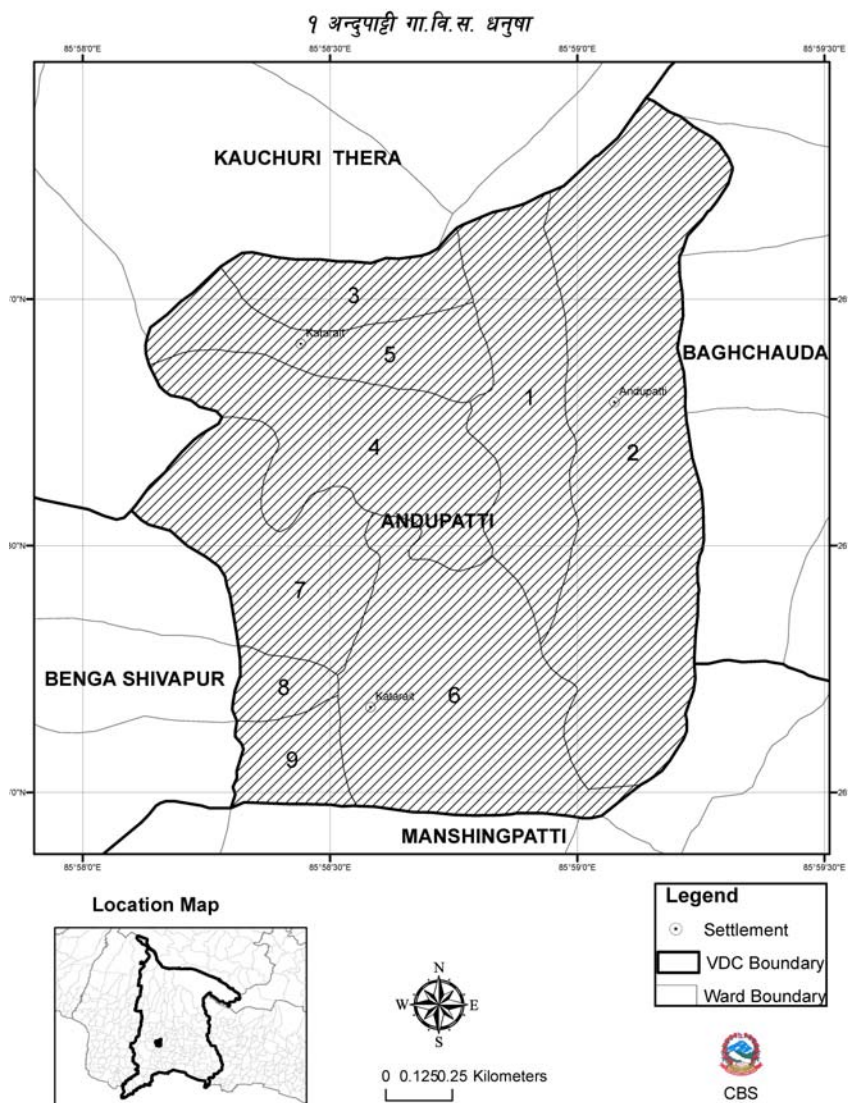 १ अन्दुपाट्टी गा.वि.स. धनुषा
85°58'0"E 85°58'30"E 85°59'0"E 85°59'30"E
KAUCHURI THERA
3
Katarait
5
BAGHCHAUDA
1
Andupatti
4
2
ANDUPATTI
7
BENGA SHIVAPUR
8
Katarait
6
9
MANSHINGPATTI
85°58'0"E 85°58'30"E 85°59'0"E 85°59'30"E
Location Map
N
W E
S
0 0.125 0.25 Kilometers
Legend
Settlement
VDC Boundary
Ward Boundary
CBS